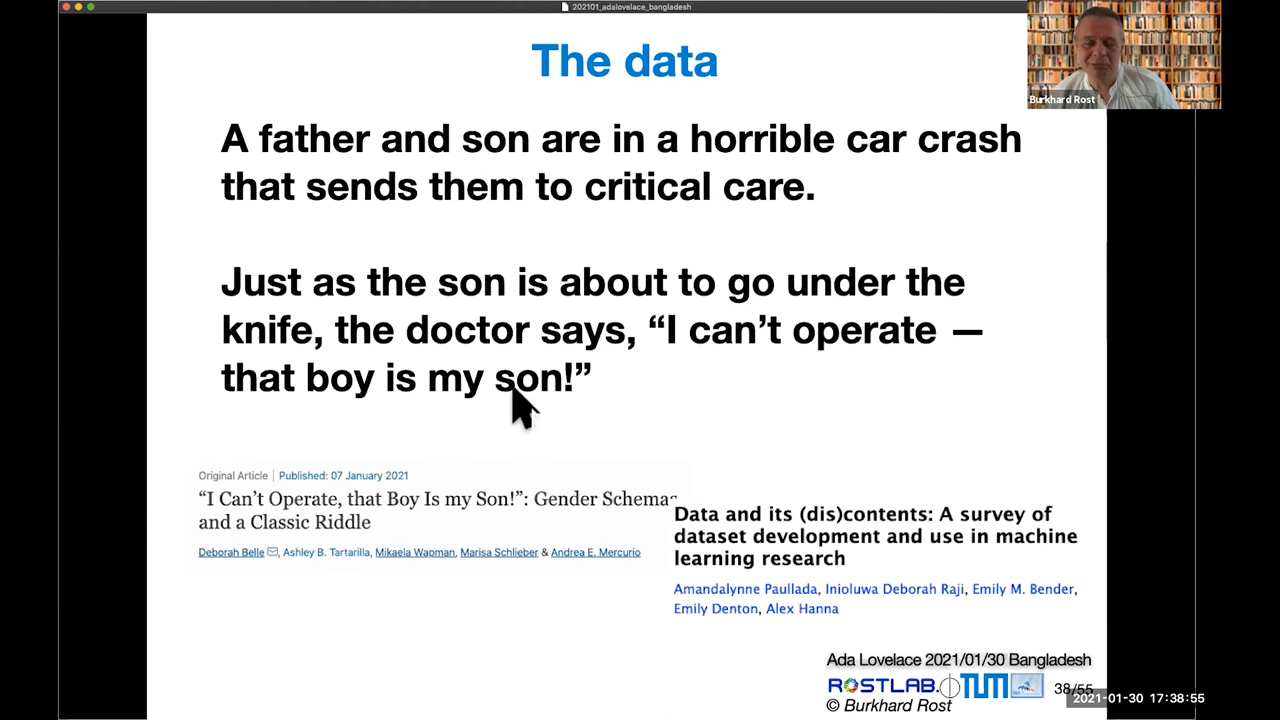 202101_adalovelace_bangladesh
The data
Burkhard Rost
A father and son are in a horrible car crash
that sends them to critical care.
Just as the son is about to go under the
knife, the doctor says, “I can’t operate —
that boy is my son!”
Original Article | Published: 07 January 2021
“I Can’t Operate, that Boy Is my Son!”: Gender Schemas
and a Classic Riddle
Deborah Belle, Ashley B. Tartarilla, Mikaela Wapman, Marisa Schlieber & Andrea E. Mercurio
Data and its (dis)contents: A survey of
dataset development and use in machine
learning research
Amandalynne Paullada, Inioluwa Deborah Raji, Emily M. Bender,
Emily Denton, Alex Hanna
Ada Lovelace 2021/01/30 Bangladesh
ROSTLAB. TUM 38/55
© Burkhard Rost
2021-01-30 17:38:55